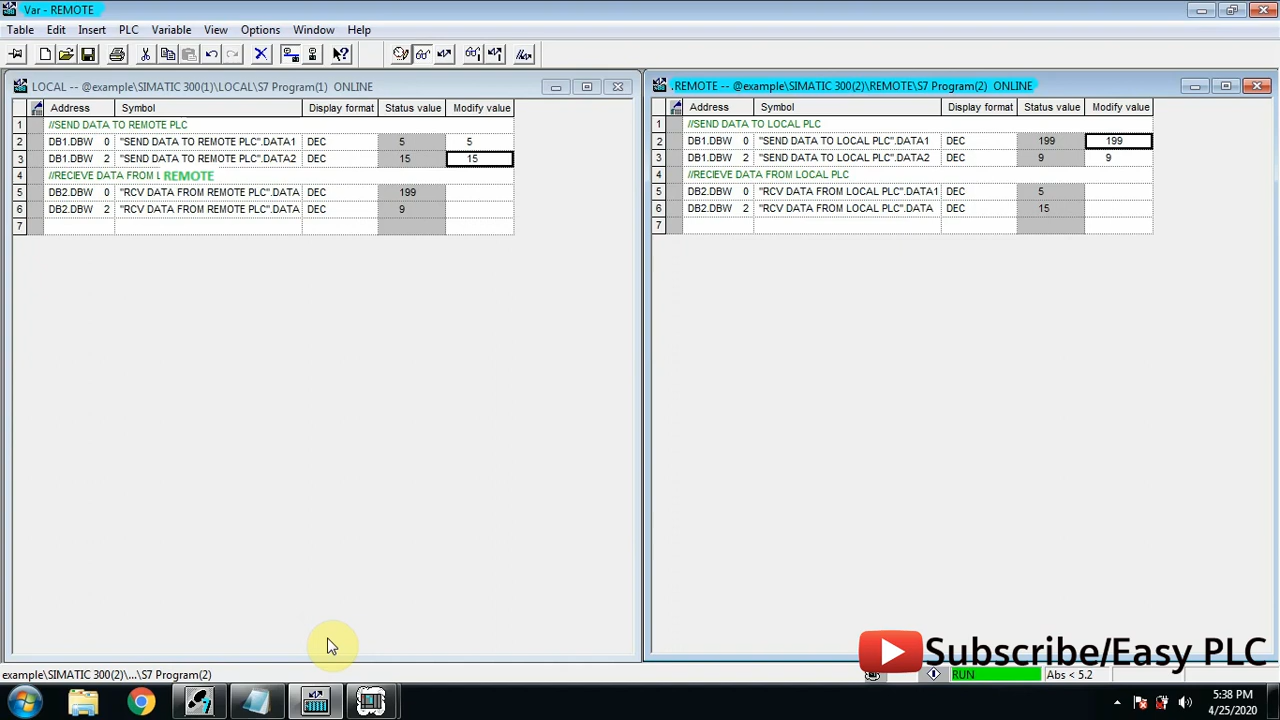 Var - REMOTE
Table Edit Insert PLC Variable View Options Window Help
LOCAL -- @example\SIMATIC 300(1)\LOCAL\S7 Program(1) ONLINE
Address Symbol Display format Status value Modify value
1 //SEND DATA TO REMOTE PLC
2 DB1.DBW 0 "SEND DATA TO REMOTE PLC".DATA1 DEC 5 5
3 DB1.DBW 2 "SEND DATA TO REMOTE PLC".DATA2 DEC 15 15
4 //RECIEVE DATA FROM L REMOTE
5 DB2.DBW 0 "RCV DATA FROM REMOTE PLC".DATA DEC 199
6 DB2.DBW 2 "RCV DATA FROM REMOTE PLC".DATA DEC 9
7
.REMOTE -- @example\SIMATIC 300(2)\REMOTE\S7 Program(2) ONLINE
Address Symbol Display format Status value Modify value
1 //SEND DATA TO LOCAL PLC
2 DB1.DBW 0 "SEND DATA TO LOCAL PLC".DATA1 DEC 199 199
3 DB1.DBW 2 "SEND DATA TO LOCAL PLC".DATA2 DEC 9 9
4 //RECIEVE DATA FROM LOCAL PLC
5 DB2.DBW 0 "RCV DATA FROM LOCAL PLC".DATA1 DEC 5
6 DB2.DBW 2 "RCV DATA FROM LOCAL PLC".DATA DEC 15
7
Subscribe/Easy PLC
example\SIMATIC 300(2)\...\S7 Program(2) RUN Abs < 5.2
5:38 PM
4/25/2020